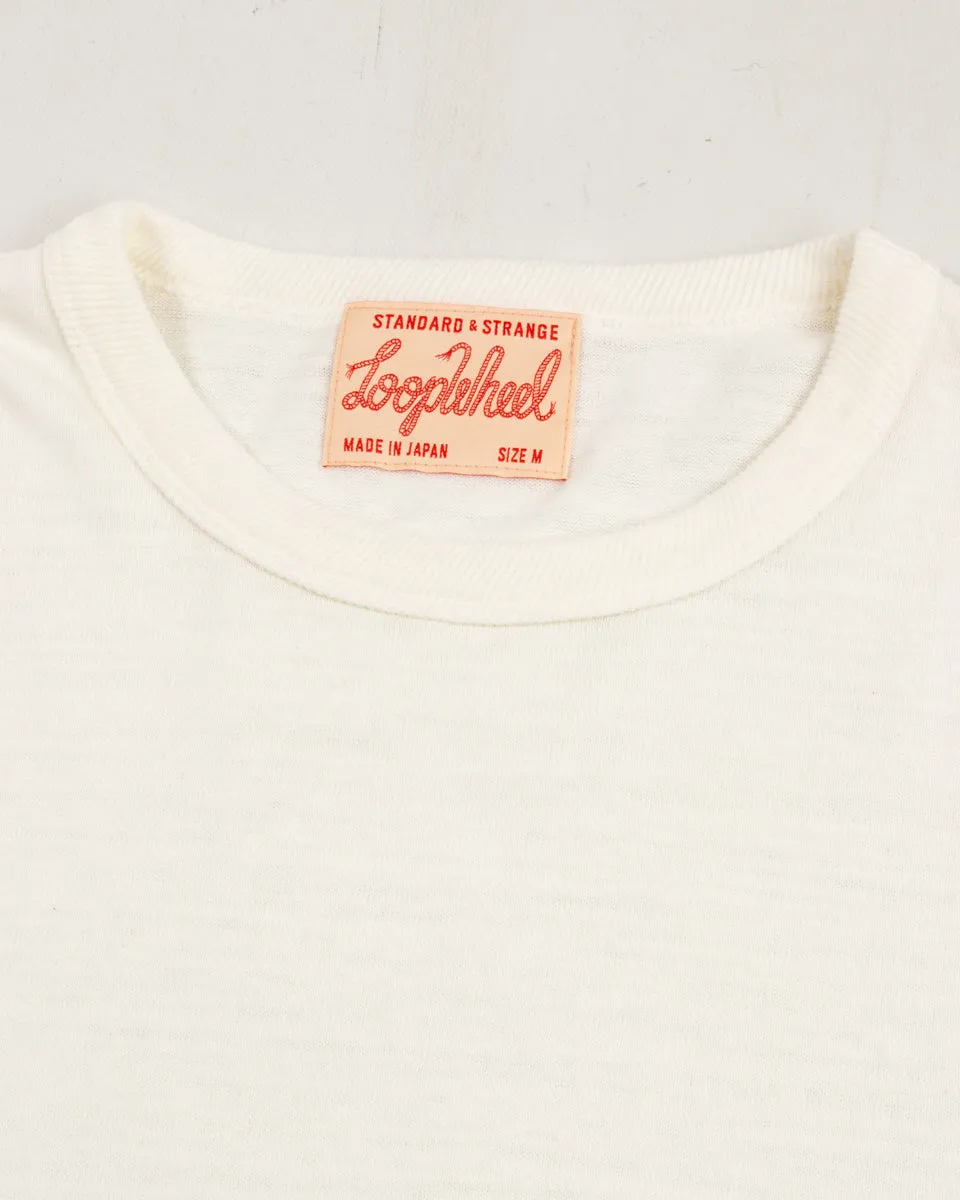 STANDARD & STRANGE
LoopWheel
MADE IN JAPAN SIZE M